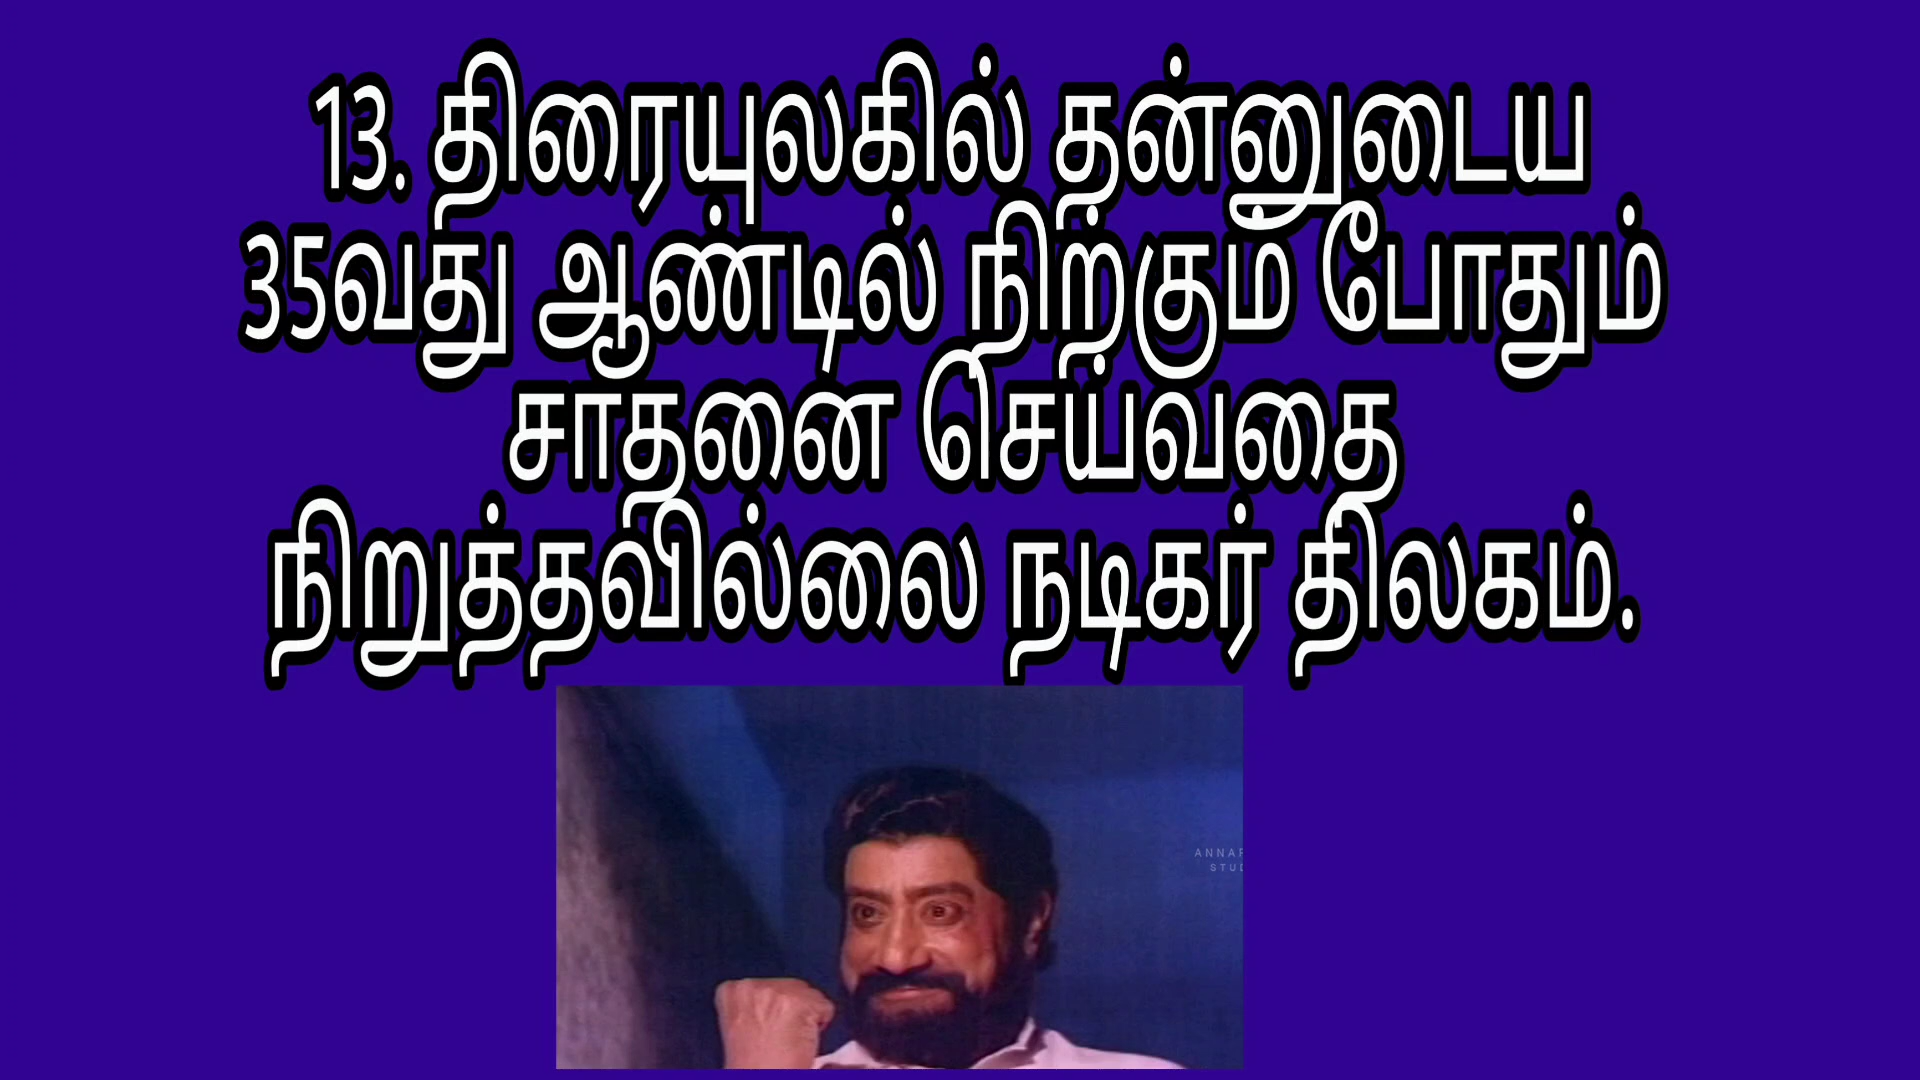 13. திரையுலகில் தன்னுடைய
35வது ஆண்டில் நிற்கும் போதும்
சாதனை செய்வதை
நிறுத்தவில்லை நடிகர் திலகம்.